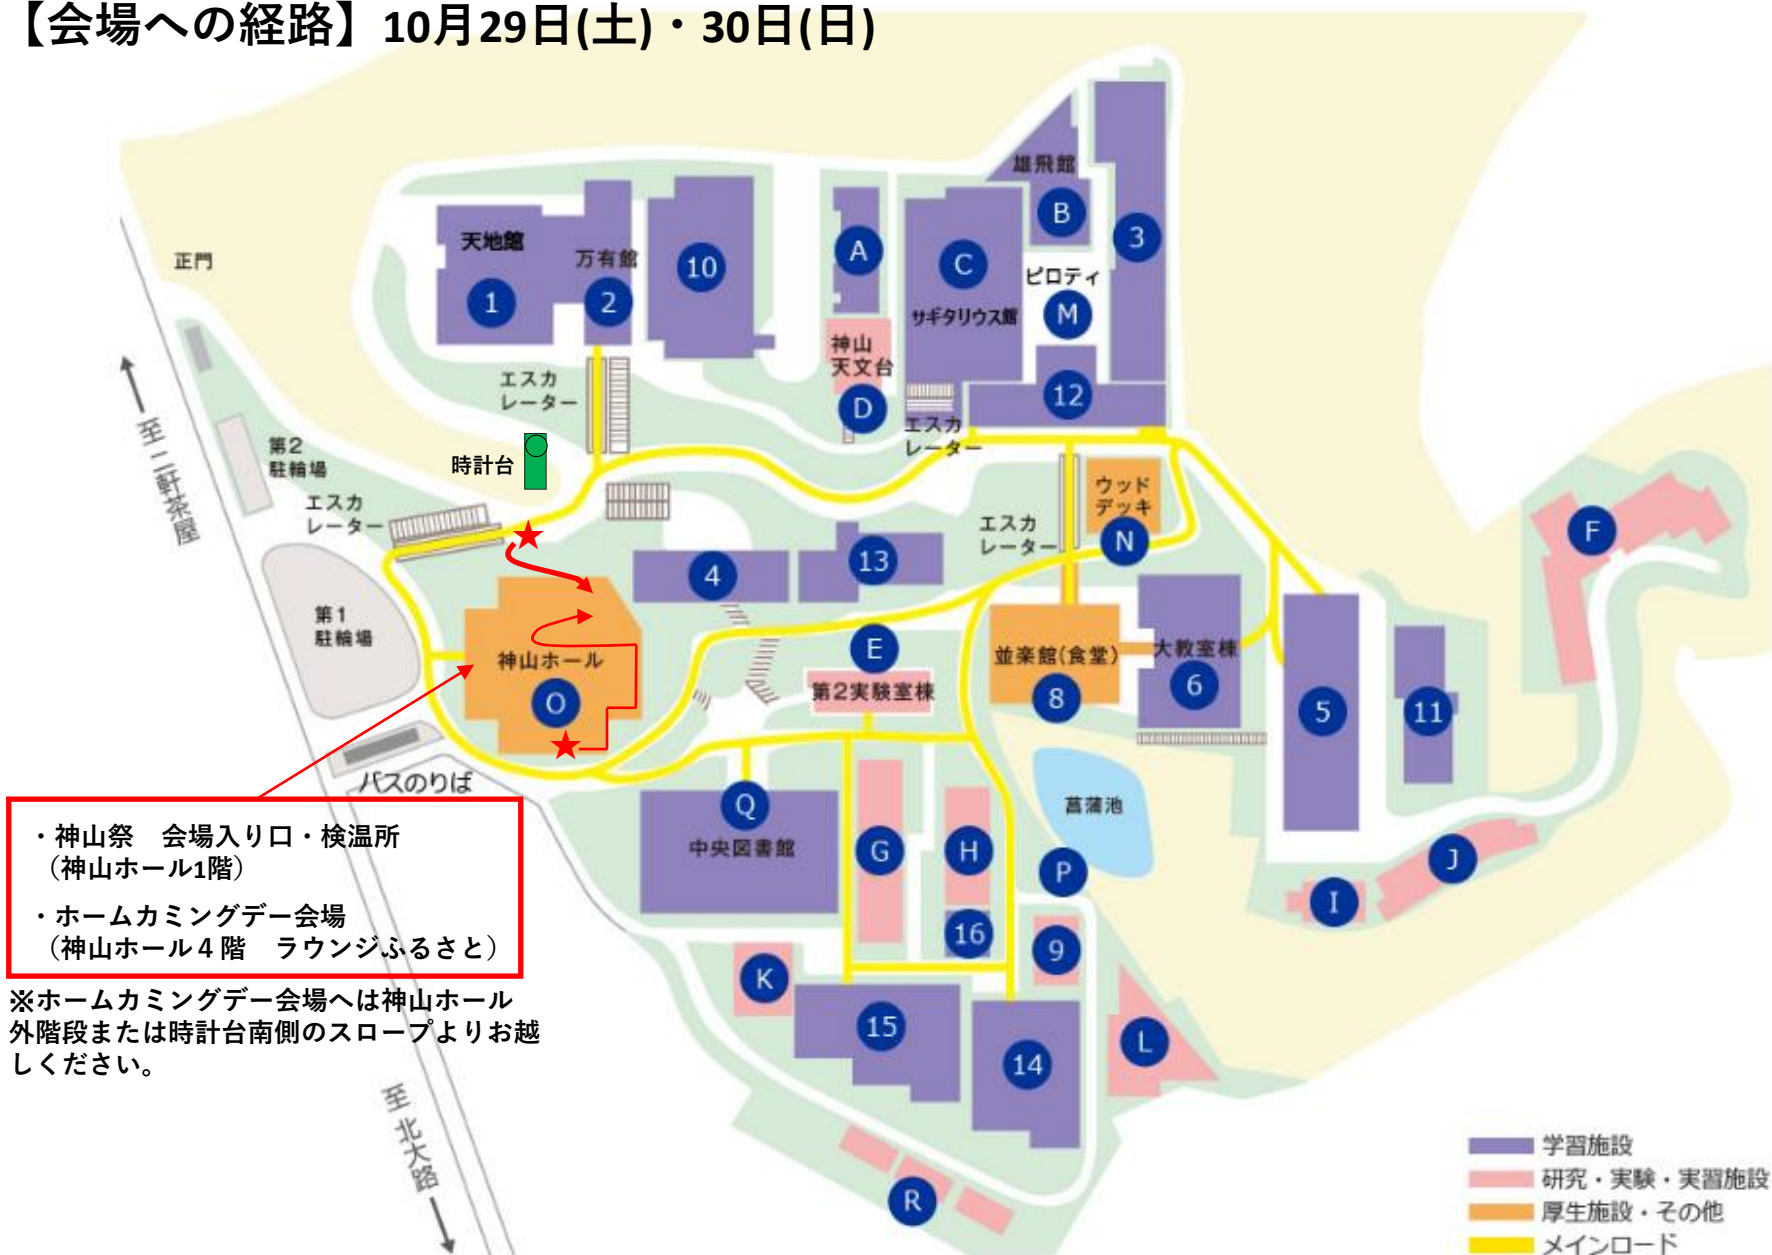 【会場への経路】10月29日(土)・30日(日)
雄飛館
B
3
天地館
1
万有館
2
10
A
C
サギタリウス館
ピロティ
M
正門
神山
天文台
D
12
エスカ
レーター
エスカ
レーター
至 二軒茶屋
第2
駐輪場
時計台
エスカ
レーター
ウッド
デッキ
N
エスカ
レーター
F
4
13
第1
駐輪場
神山ホール
O
E
第2実験室棟
並楽館(食堂)
8
大教室棟
6
5
11
バスのりば
Q
中央図書館
G
H
菖蒲池
P
J
I
16
9
K
15
14
L
R
・神山祭 会場入り口・検温所
（神山ホール1階）
・ホームカミングデー会場
（神山ホール４階 ラウンジふるさと）
※ホームカミングデー会場へは神山ホール
外階段または時計台南側のスロープよりお越
しください。
至 北大路
学習施設
研究・実験・実習施設
厚生施設・その他
メインロード